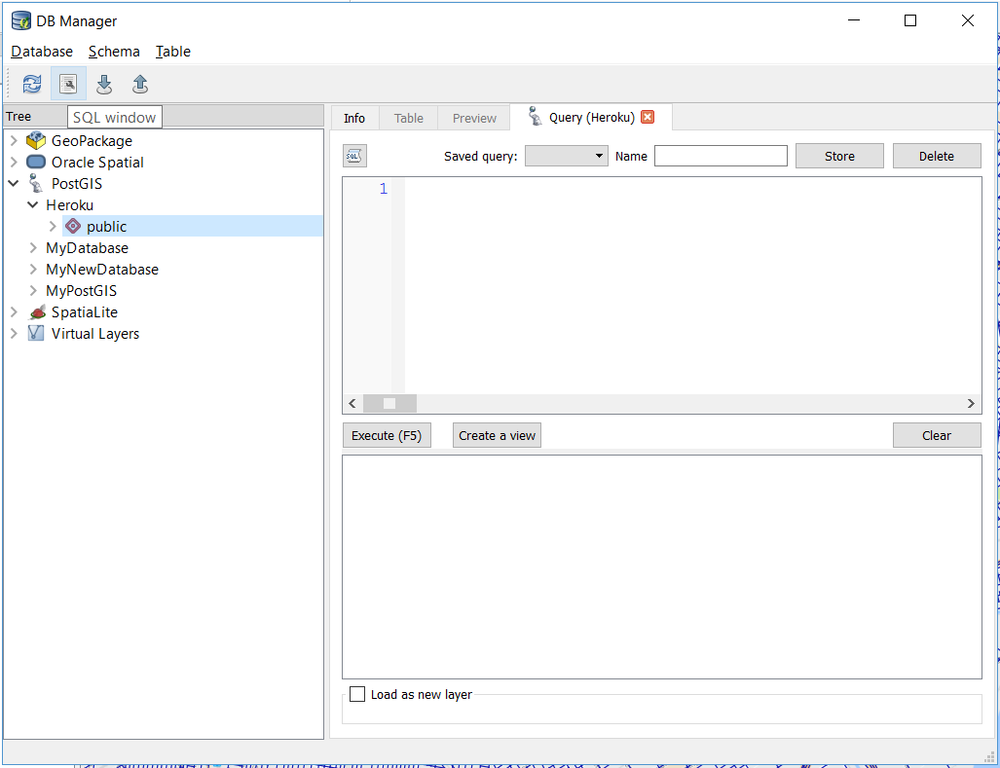 DB Manager
Database Schema Table
Tree
SQL window
GeoPackage
Oracle Spatial
PostGIS
Heroku
public
MyDatabase
MyNewDatabase
MyPostGIS
SpatiaLite
Virtual Layers
Info Table Preview Query (Heroku)
SQL Saved query: Name Store Delete
1
Execute (F5) Create a view Clear
Load as new layer